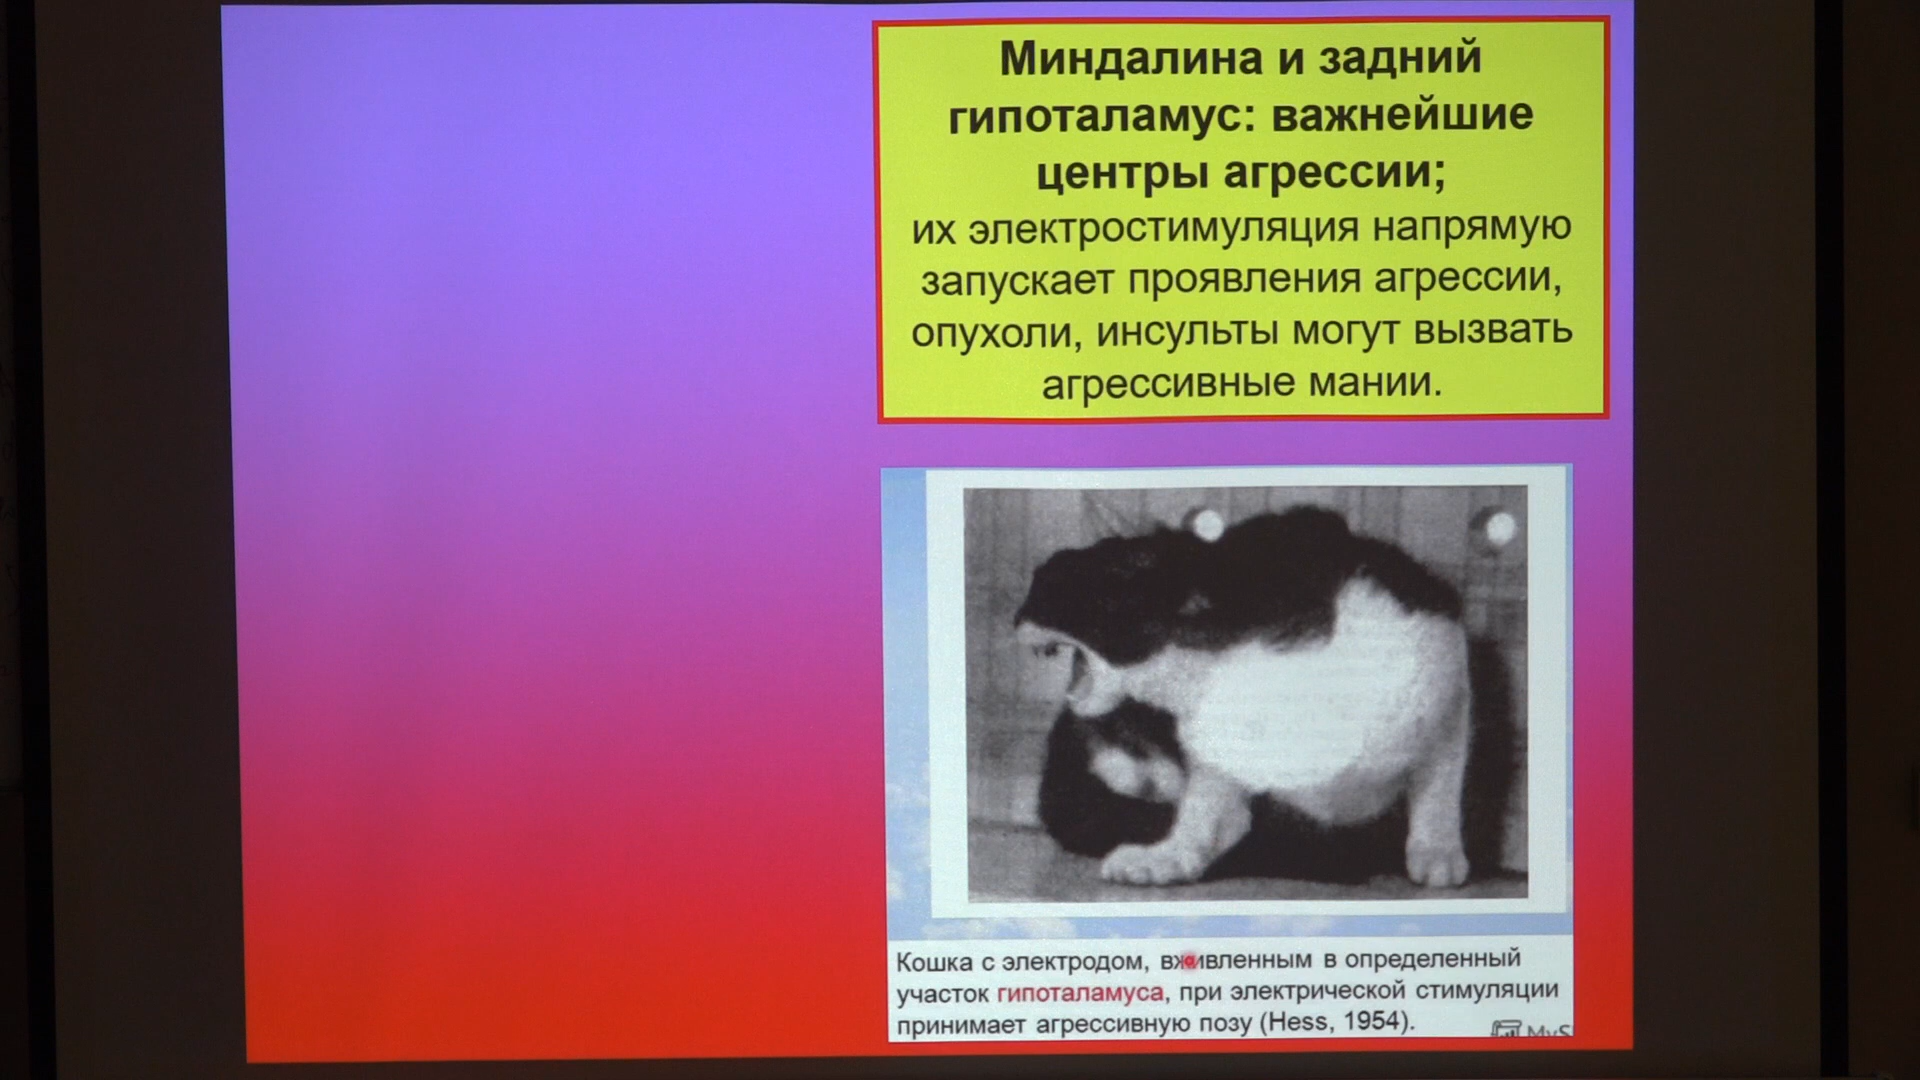 Миндалина и задний
гипоталамус: важнейшие
центры агрессии;
их электростимуляция напрямую
запускает проявления агрессии,
опухоли, инсульты могут вызвать
агрессивные мании.
Кошка с электродом, вживленным в определенный
участок гипоталамуса, при электрической стимуляции
принимает агрессивную позу (Hess, 1954).